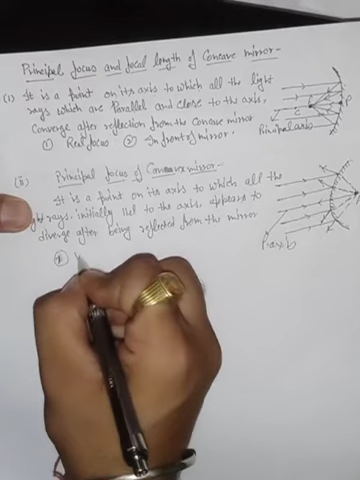 Principal focus and focal length of Concave mirror-
(i) It is a point on its axis to which all the light
rays which are Parallel and close to the axis,
Converge after reflection from the concave mirror
① Real focus ② In front of mirror.
C
P
Principal axis
(ii) Principal focus of Convex mirror-
It is a point on its axis to which all the
light rays, initially llel to the axis, appears to
diverge after being reflected from the mirror
P. axis